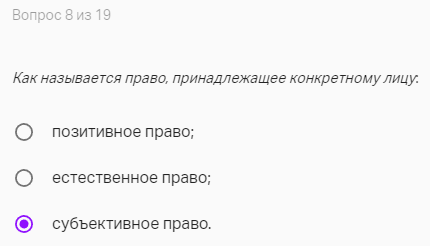 Вопрос 8 из 19
Как называется право, принадлежащее конкретному лицу:
позитивное право;
естественное право;
субъективное право.